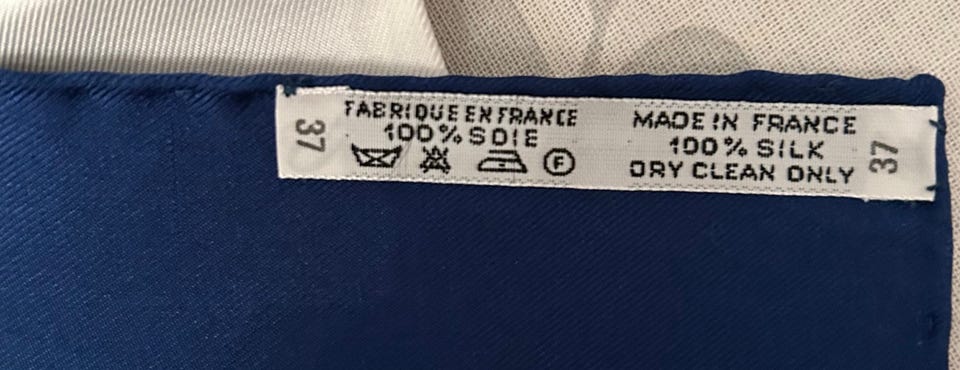 37
FABRIQUE EN FRANCE
100% SOIE
F
MADE IN FRANCE
100% SILK
DRY CLEAN ONLY
37